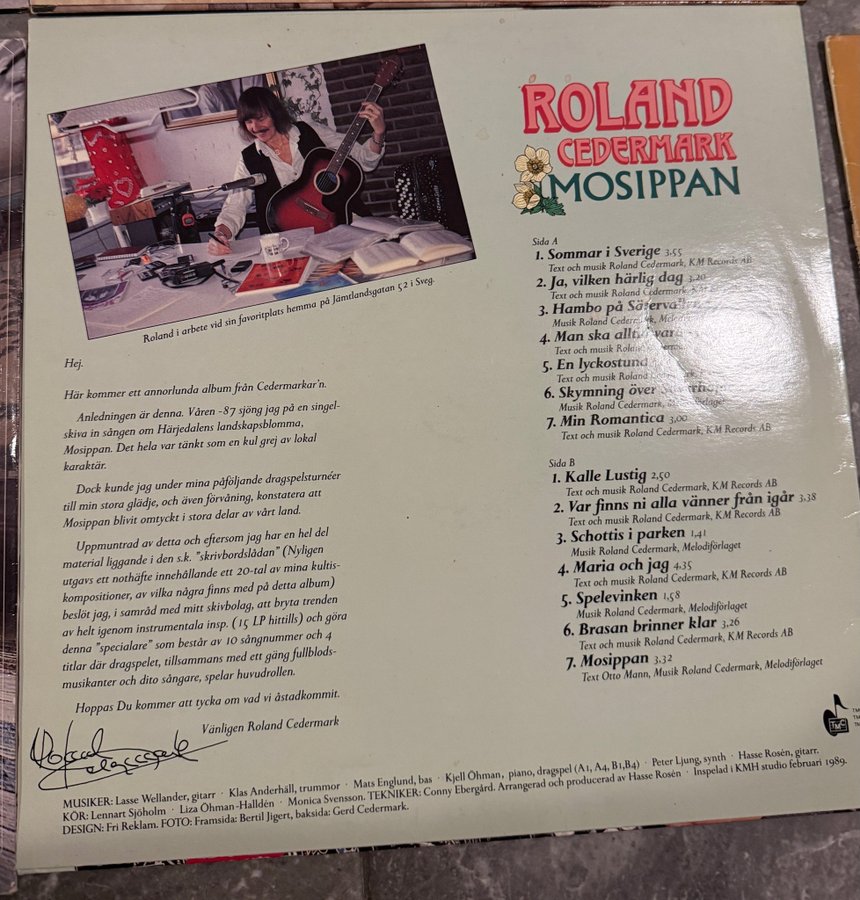 ROLAND
CEDERMARK
MOSIPPAN
Roland i arbete vid sin favoritplats hemma på Jämtlandsgatan 52 i Sveg.
Hej.
Här kommer ett annorlunda album från Cedermarkar'n.
Anledningen är denna. Våren -87 sjöng jag på en singel-
skiva in sången om Härjedalens landskapsblomma,
Mosippan. Det hela var tänkt som en kul grej av lokal
karaktär.
Dock kunde jag under mina påföljande dragspelsturnéer
till min stora glädje, och även förvåning, konstatera att
Mosippan blivit omtyckt i stora delar av vårt land.
Uppmuntrad av detta och eftersom jag har en hel del
material liggande i den s.k. "skrivbordslådan" (Nyligen
utgavs ett nothäfte innehållande ett 20-tal av mina kultis-
kompositioner, av vilka några finns med på detta album)
beslöt jag, i samråd med mitt skivbolag, att bryta trenden
av helt igenom instrumentala insp. (15 LP hittills) och göra
denna "specialare" som består av 10 sångnummer och 4
titlar där dragspelet, tillsammans med ett gäng fullblods-
musikanter och dito sångare, spelar huvudrollen.
Hoppas Du kommer att tycka om vad vi åstadkommit.
Vänligen Roland Cedermark
Sida A
1. Sommar i Sverige 3,55
Text och musik Roland Cedermark, KM Records AB
2. Ja, vilken härlig dag 3,20
Text och musik Roland Cedermark, KM
3. Hambo på
Musik Roland Cedermark,
4. Man ska alltid vara
Text och musik Roland Cedermark
5. En lyckostund
Text och musik Roland
6. Skymning över
Musik Roland Cedermark,
7. Min Romantica 3,00
Text och musik Roland Cedermark, KM Records AB
Sida B
1. Kalle Lustig 2,50
Text och musik Roland Cedermark, KM Records AB
2. Var finns ni alla vänner från igår 3,38
Text och musik Roland Cedermark, KM Records AB
3. Schottis i parken 1,41
Musik Roland Cedermark, Melodiförlaget
4. Maria och jag 4,35
Text och musik Roland Cedermark, KM Records AB
5. Spelevinken 1,58
Musik Roland Cedermark, Melodiförlaget
6. Brasan brinner klar 3,26
Text och musik Roland Cedermark, KM Records AB
7. Mosippan 3,32
Text Otto Mann, Musik Roland Cedermark, Melodiförlaget
TMC
MUSIKER: Lasse Wellander, gitarr · Klas Anderhäll, trummor · Mats Englund, bas · Kjell Öhman, piano, dragspel (A1, A4, B1,B4) · Peter Ljung, synth · Hasse Rosén, gitarr.
KÖR: Lennart Sjöholm · Liza Öhman-Halldén · Monica Svensson. TEKNIKER: Conny Ebergård. Arrangerad och producerad av Hasse Rosén · Inspelad i KMH studio februari 1989.
DESIGN: Fri Reklam. FOTO: Framsida: Bertil Jigert, baksida: Gerd Cedermark.